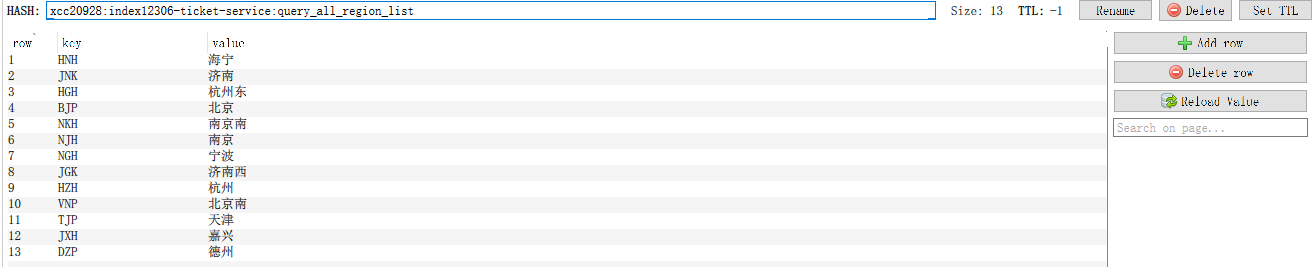 HASH: xcc20928:index12306-ticket-service:query_all_region_list Size: 13 TTL: -1 Rename Delete Set TTL
row key value
1 HNH 海宁
2 JNK 济南
3 HGH 杭州东
4 BJP 北京
5 NKH 南京南
6 NJH 南京
7 NGH 宁波
8 JGK 济南西
9 HZH 杭州
10 VNP 北京南
11 TJP 天津
12 JXH 嘉兴
13 DZP 德州
Add row
Delete row
Reload Value
Search on page...